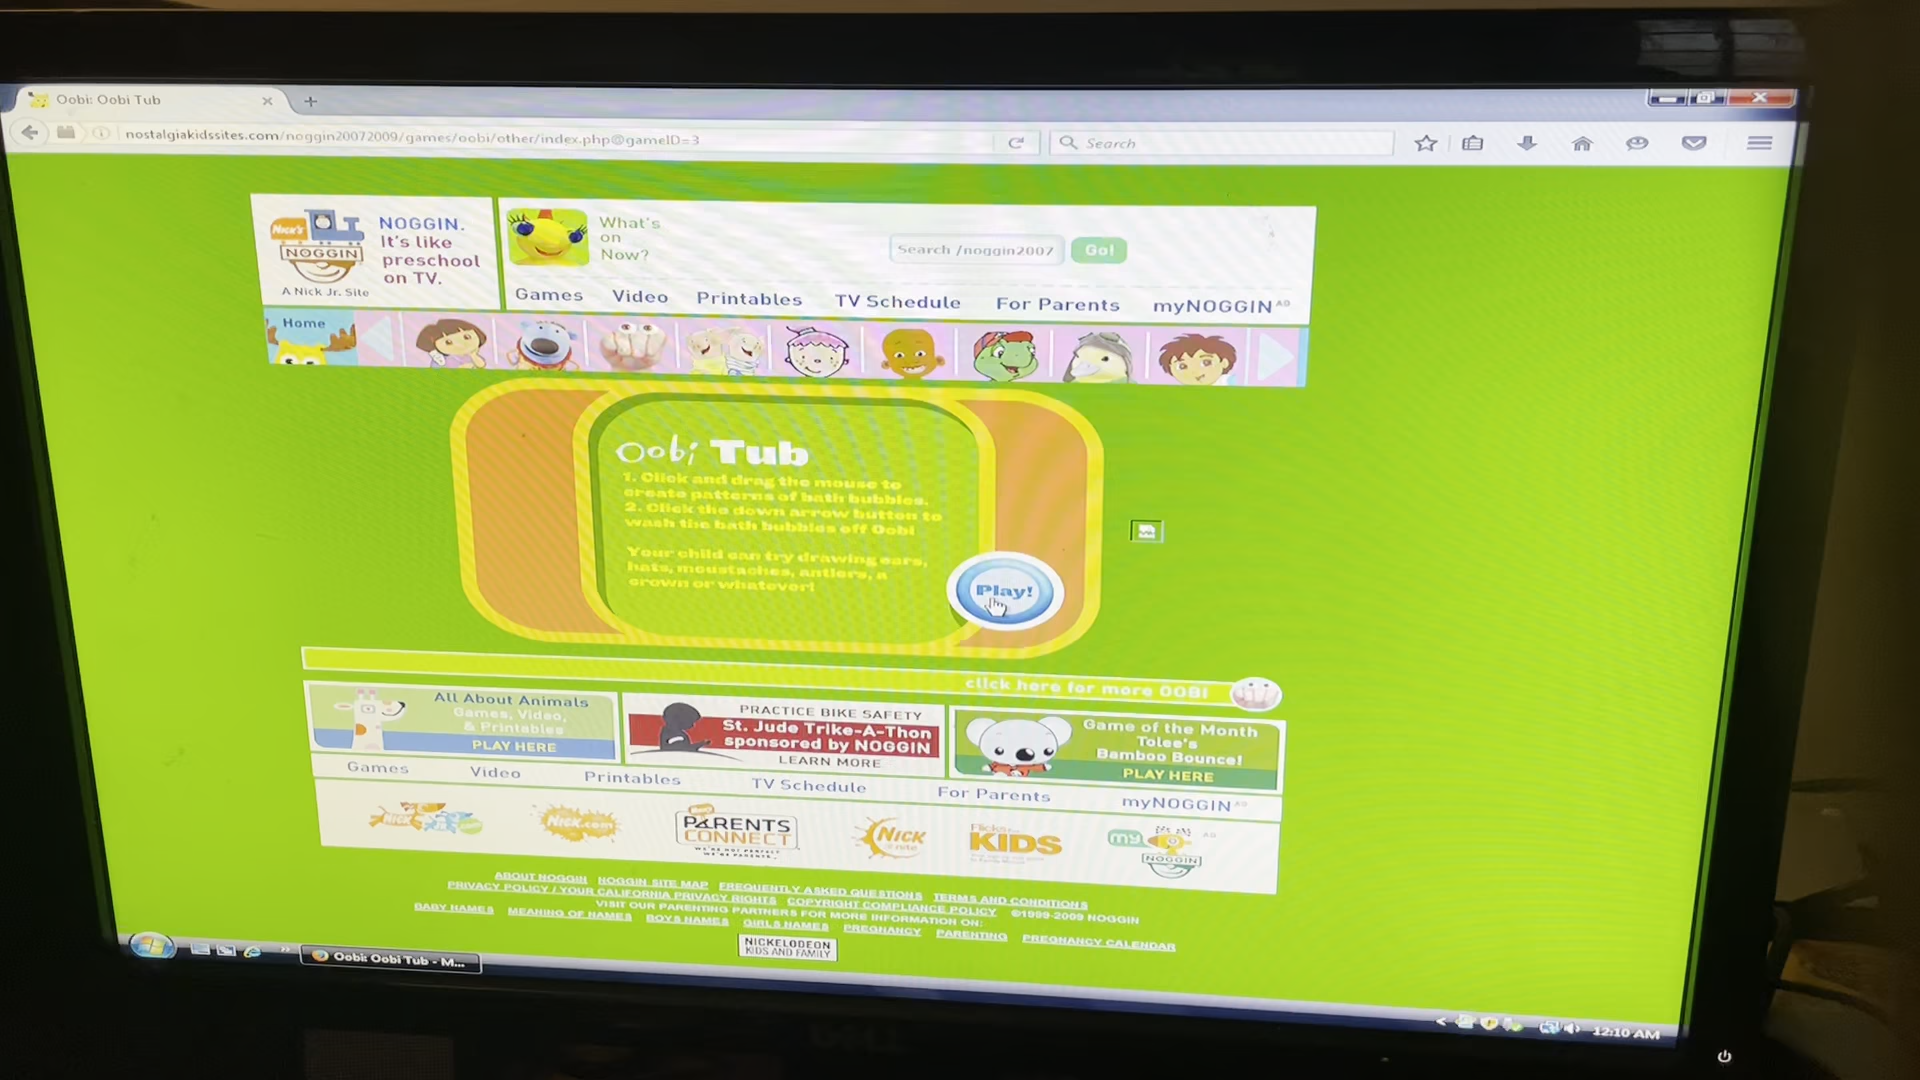 Oobi: Oobi Tub
nostalgiakidssites.com/noggin20072009/games/oobi/other/index.php@gameID=3
Search
NICK'S
NOGGIN
A Nick Jr. Site
NOGGIN.
It's like
preschool
on TV.
What's
on
Now?
Search /noggin2007
Go!
Games Video Printables TV Schedule For Parents myNOGGIN AD
Home
Oobi Tub
1. Click and drag the mouse to
create patterns of bath bubbles.
2. Click the down arrow button to
wash the bath bubbles off Oobi
Your child can try drawing ears,
hats, moustaches, antlers, a
crown or whatever!
Play!
click here for more OOBI
All About Animals
Games, Video,
& Printables
PLAY HERE
PRACTICE BIKE SAFETY
St. Jude Trike-A-Thon
sponsored by NOGGIN
LEARN MORE
Game of the Month
Tolee's
Bamboo Bounce!
PLAY HERE
Games Video Printables TV Schedule For Parents myNOGGIN AD
NICK
Nick.com
PARENTS
CONNECT
WE'RE NOT PERFECT
WE'RE PARENTS.
NICK
@ nite
Flicks
KIDS
my
NOGGIN
AD
ABOUT NOGGIN NOGGIN SITE MAP FREQUENTLY ASKED QUESTIONS TERMS AND CONDITIONS
PRIVACY POLICY / YOUR CALIFORNIA PRIVACY RIGHTS COPYRIGHT COMPLIANCE POLICY ©1999-2009 NOGGIN
VISIT OUR PARENTING PARTNERS FOR MORE INFORMATION ON:
BABY NAMES MEANING OF NAMES BOYS NAMES GIRLS NAMES PREGNANCY PARENTING PREGNANCY CALENDAR
NICKELODEON
KIDS AND FAMILY
Oobi: Oobi Tub - M...
12:10 AM